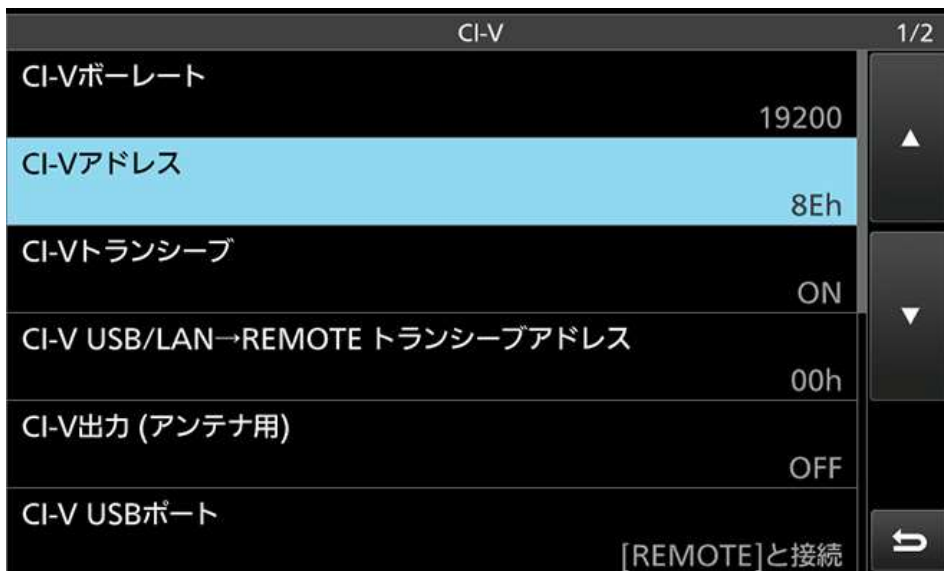 CI-V
1/2
CI-Vボーレート
19200
CI-Vアドレス
8Eh
CI-Vトランシーブ
ON
CI-V USB/LAN→REMOTE トランシーブアドレス
00h
CI-V出力 (アンテナ用)
OFF
CI-V USBポート
[REMOTE]と接続